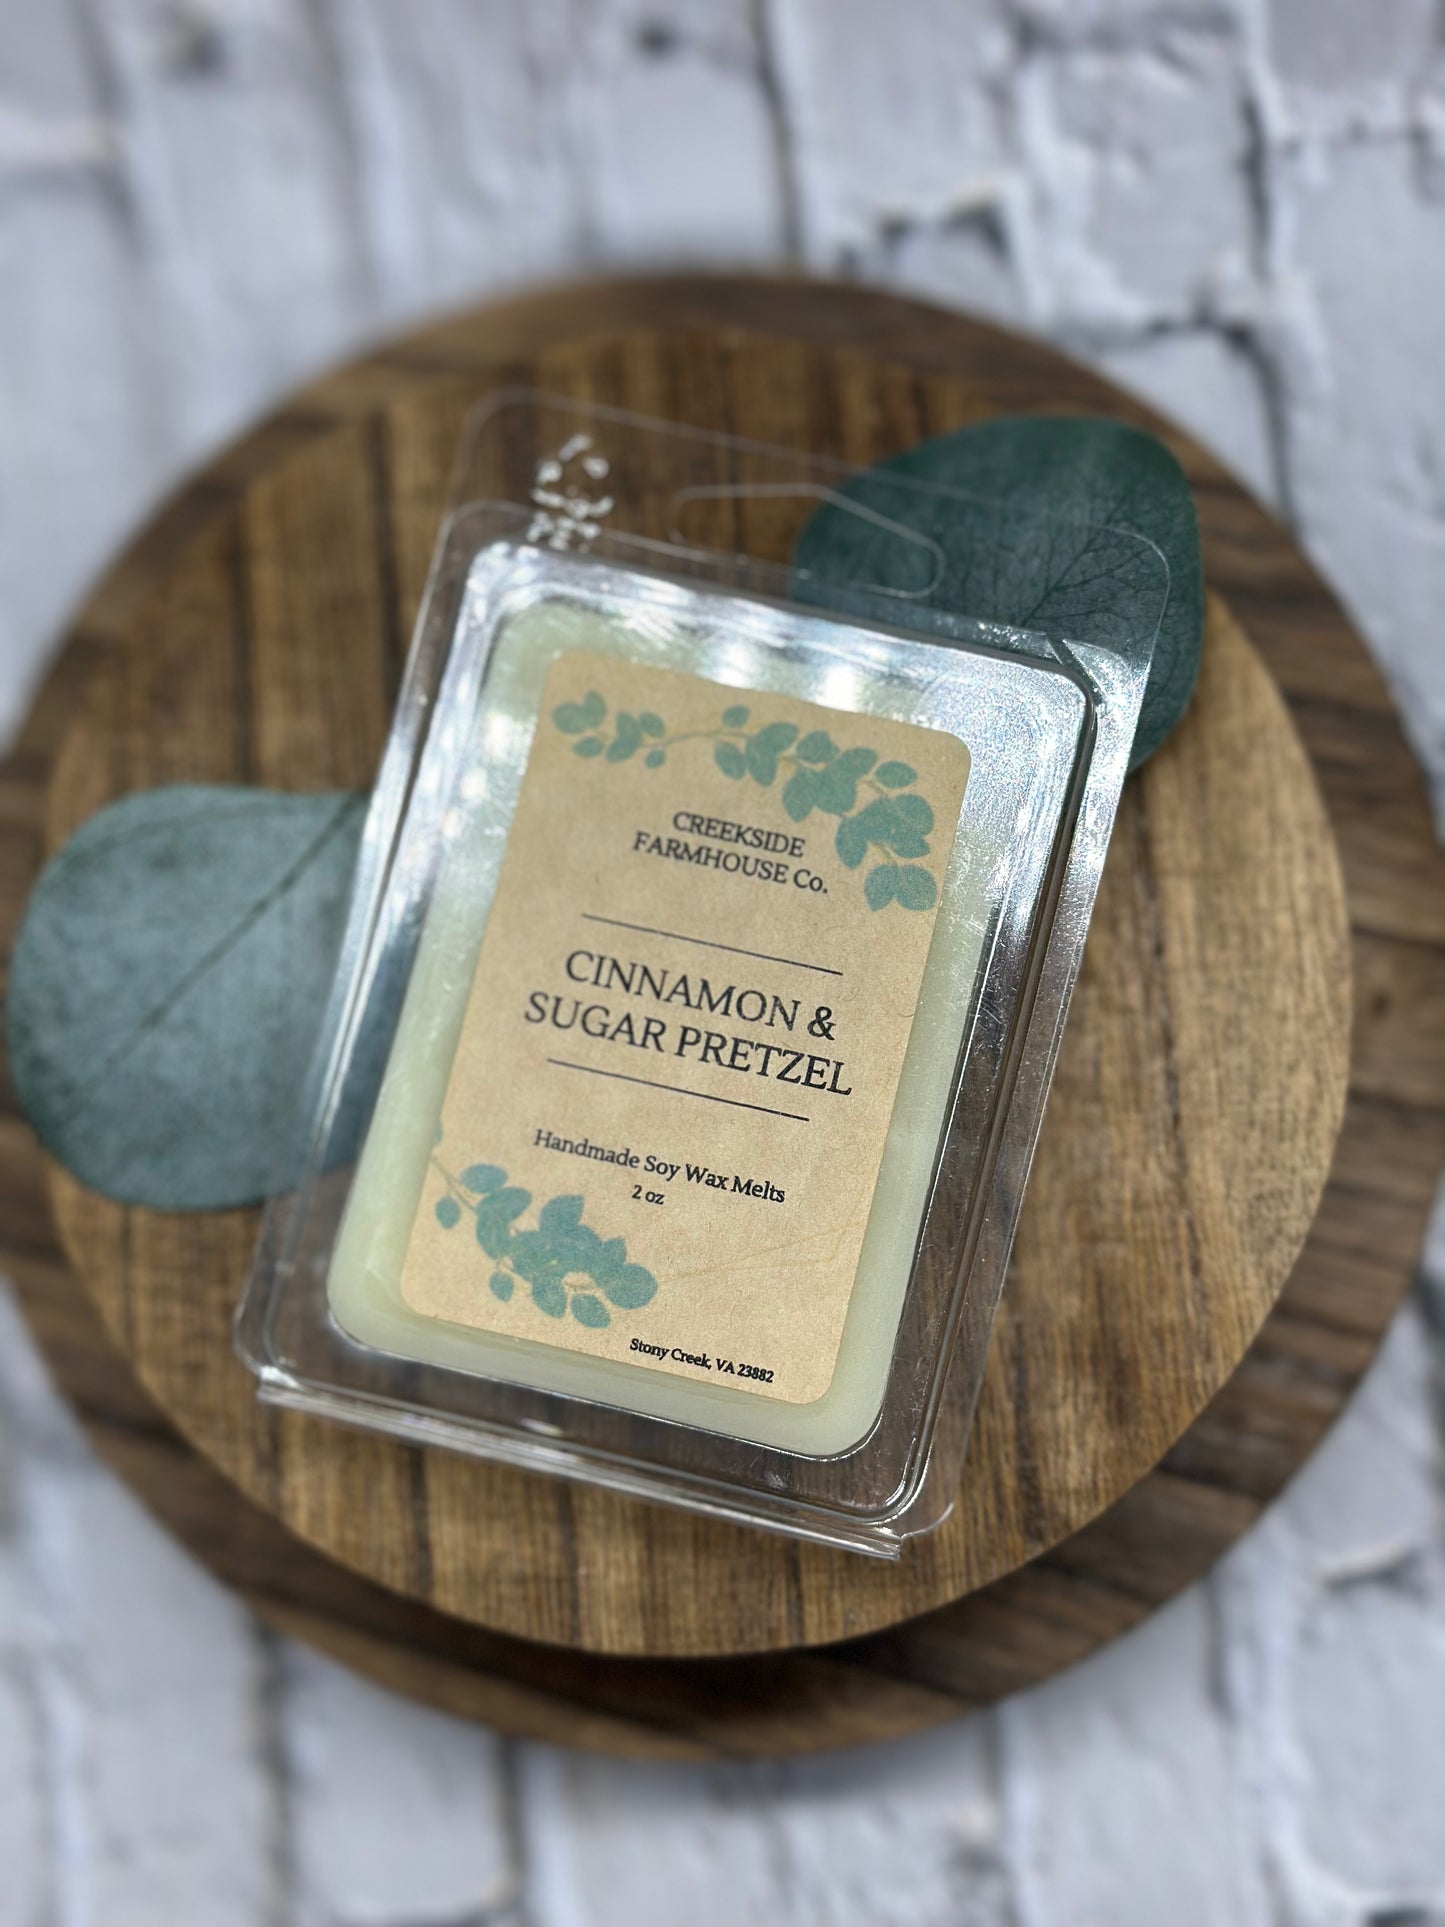 CREEKSIDE
FARMHOUSE Co.
CINNAMON &
SUGAR PRETZEL
Handmade Soy Wax Melts
2 oz
Stony Creek, VA 23882